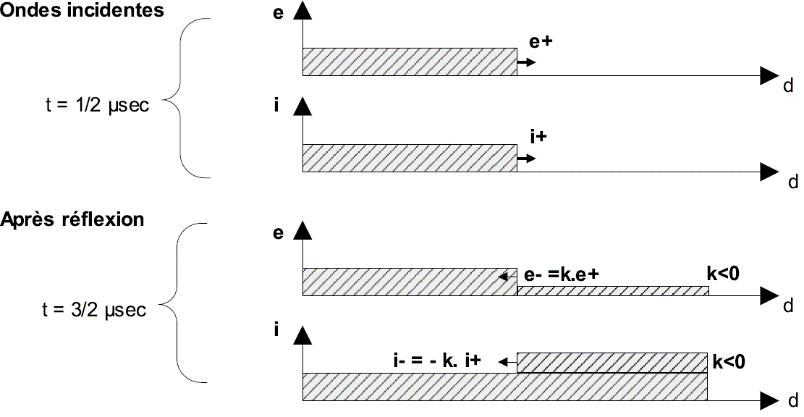 Ondes incidentes
e
e+
d
t = 1/2 µsec
i
i+
d
Après réflexion
e
e- =k.e+
k<0
d
t = 3/2 µsec
i
i- = - k. i+
k<0
d